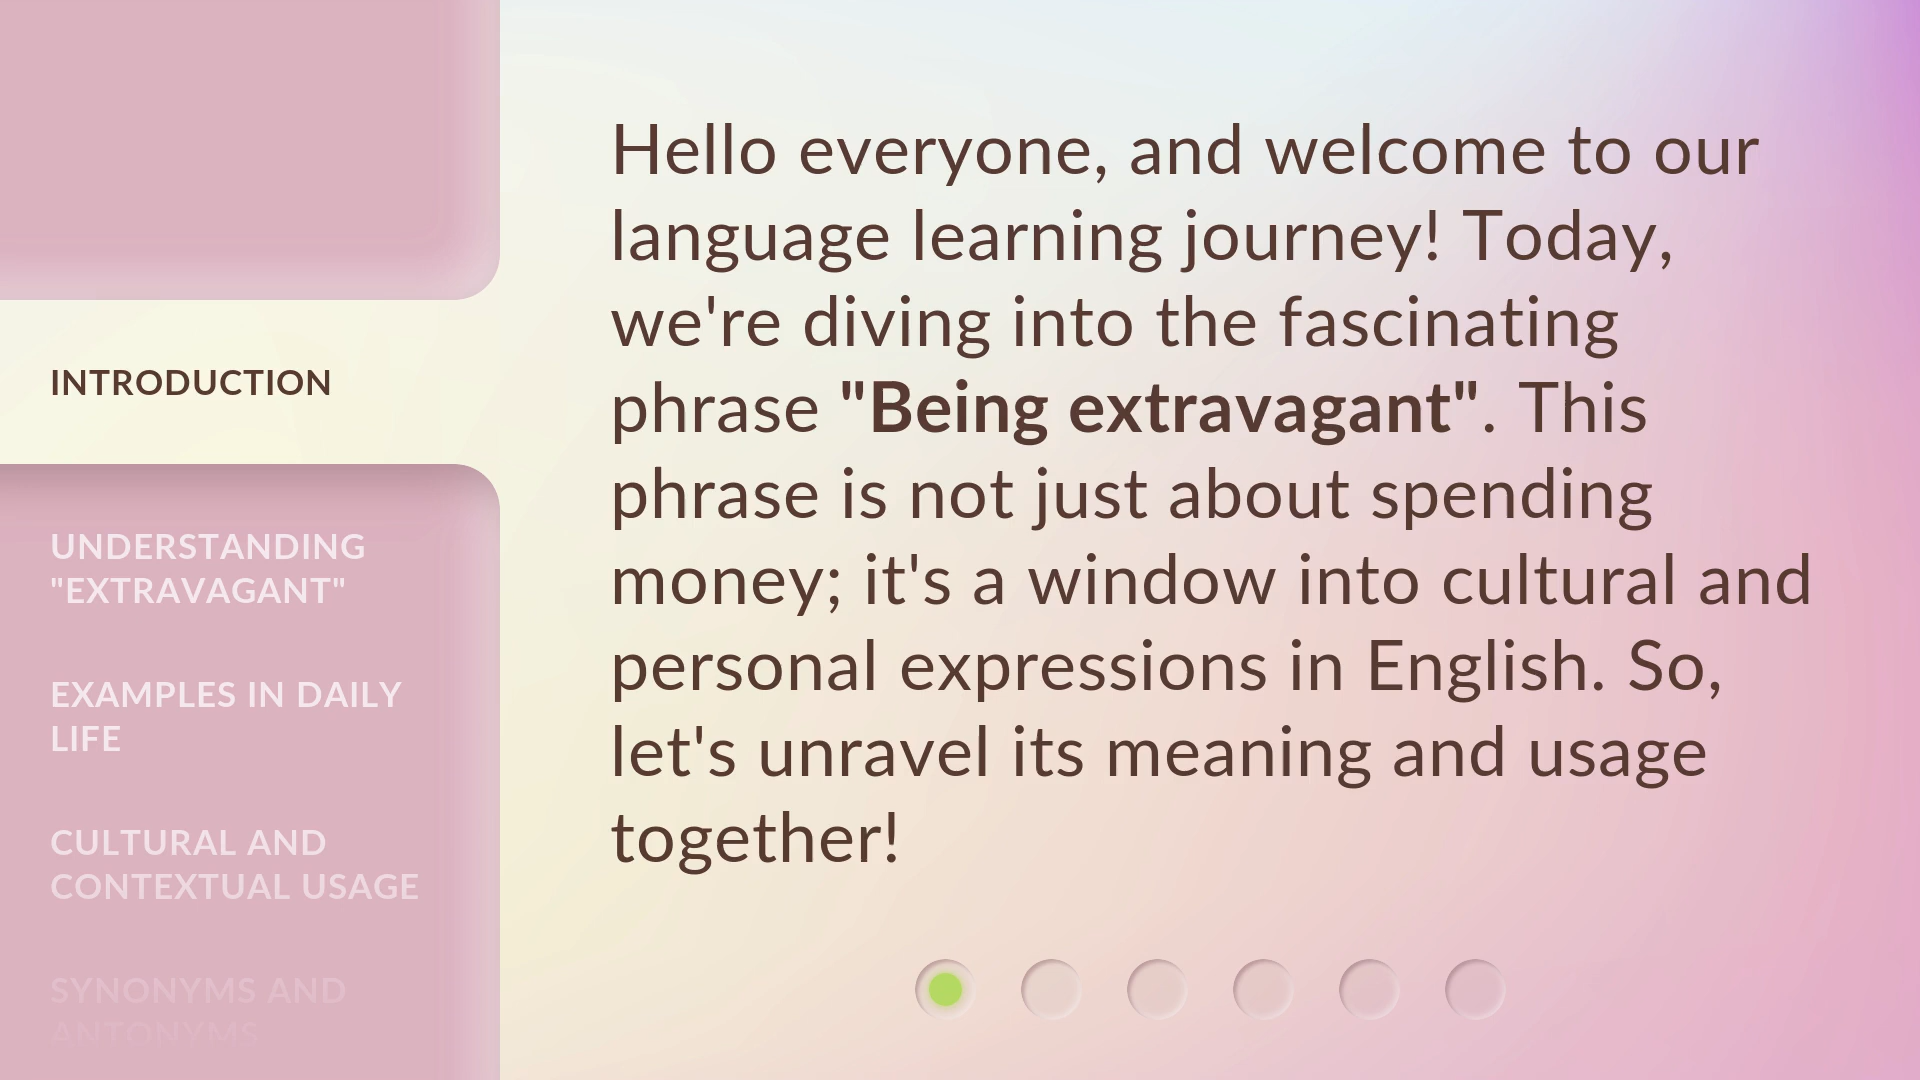 INTRODUCTION
UNDERSTANDING
"EXTRAVAGANT"
EXAMPLES IN DAILY
LIFE
CULTURAL AND
CONTEXTUAL USAGE
SYNONYMS AND
ANTONYMS
Hello everyone, and welcome to our
language learning journey! Today,
we're diving into the fascinating
phrase "Being extravagant". This
phrase is not just about spending
money; it's a window into cultural and
personal expressions in English. So,
let's unravel its meaning and usage
together!